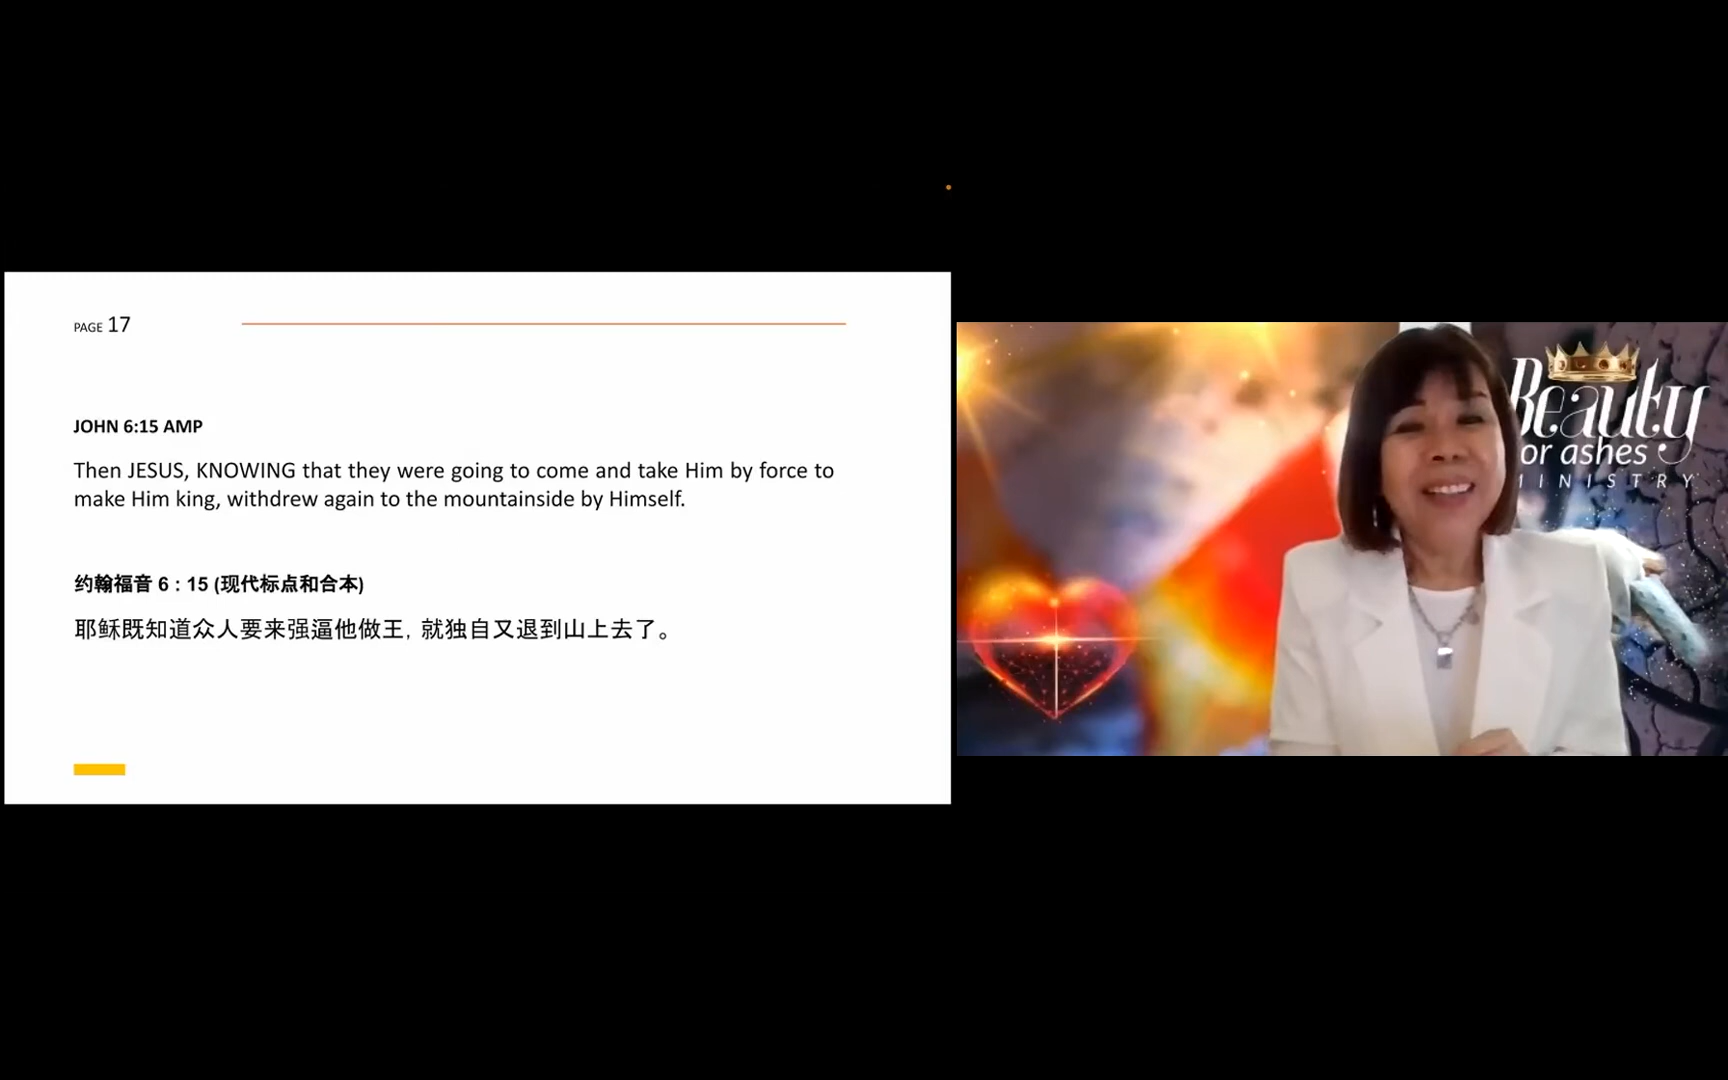 PAGE 17
JOHN 6:15 AMP
Then JESUS, KNOWING that they were going to come and take Him by force to
make Him king, withdrew again to the mountainside by Himself.
约翰福音 6 : 15 (现代标点和合本)
耶稣既知道众人要来强逼他做王, 就独自又退到山上去了。
Beauty
or ashes
MINISTRY